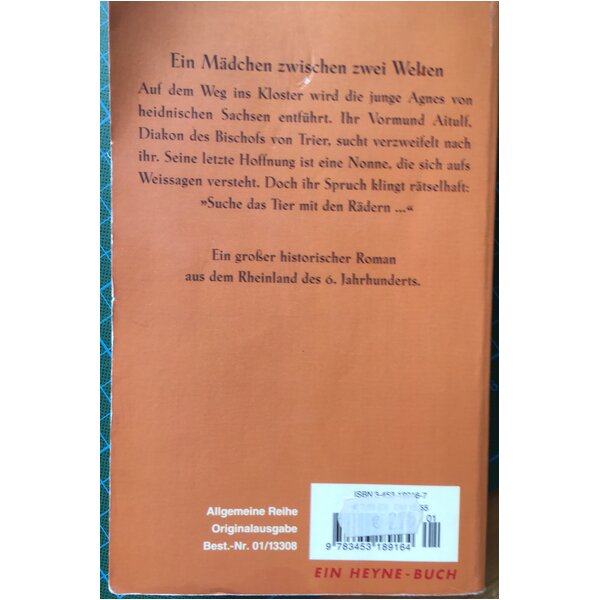 Ein Mädchen zwischen zwei Welten
Auf dem Weg ins Kloster wird die junge Agnes von
heidnischen Sachsen entführt. Ihr Vormund Aitulf,
Diakon des Bischofs von Trier, sucht verzweifelt nach
ihr. Seine letzte Hoffnung ist eine Nonne, die sich aufs
Weissagen versteht. Doch ihr Spruch klingt rätselhaft:
»Suche das Tier mit den Rädern ...«
Ein großer historischer Roman
aus dem Rheinland des 6. Jahrhunderts.
Allgemeine Reihe
Originalausgabe
Best.-Nr. 01/13308
ISBN
01
9 783453 189164
EIN HEYNE-BUCH